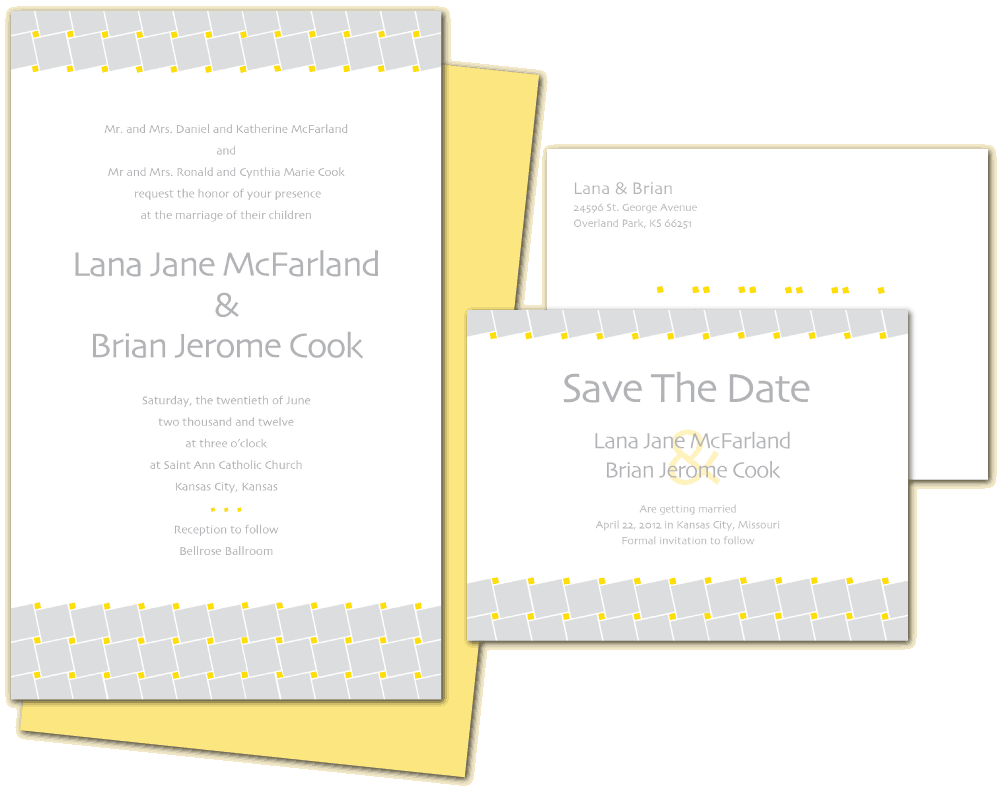 Mr. and Mrs. Daniel and Katherine McFarland
and
Mr and Mrs. Ronald and Cynthia Marie Cook
request the honor of your presence
at the marriage of their children
Lana Jane McFarland
&
Brian Jerome Cook
Saturday, the twentieth of June
two thousand and twelve
at three o'clock
at Saint Ann Catholic Church
Kansas City, Kansas
Reception to follow
Bellrose Ballroom
Lana & Brian
24596 St. George Avenue
Overland Park, KS 66251
Save The Date
Lana Jane McFarland
&
Brian Jerome Cook
Are getting married
April 22, 2012 in Kansas City, Missouri
Formal invitation to follow